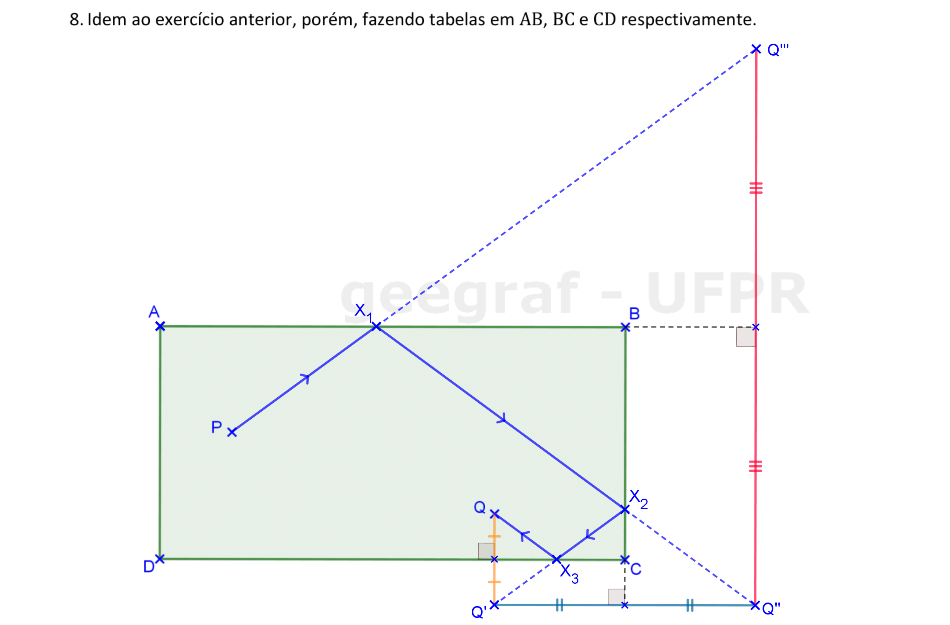 8. Idem ao exercício anterior, porém, fazendo tabelas em AB, BC e CD respectivamente.
Q'''
geegraf - UFPR
A
X1
B
P
Q
X2
D
X3
C
Q'
Q''